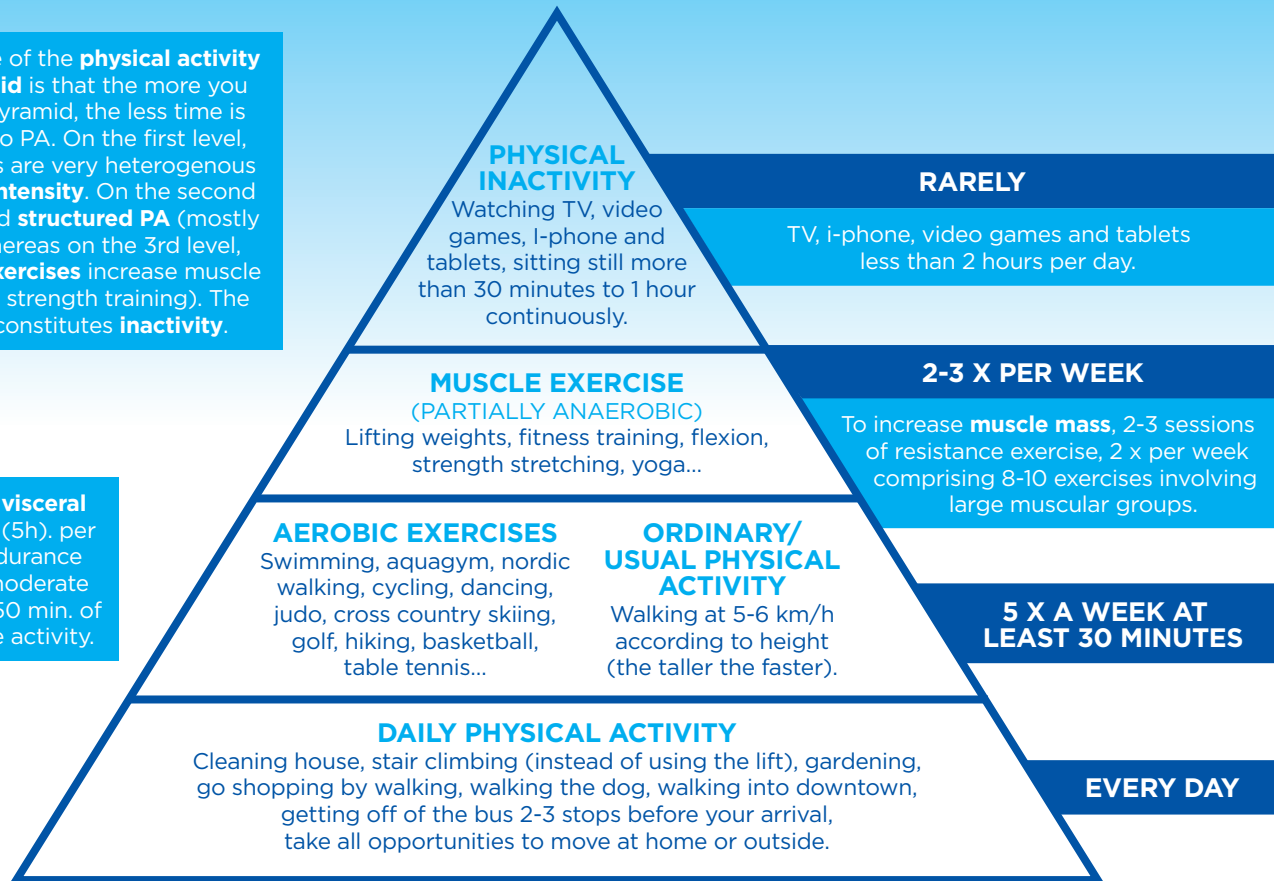 e of the physical activity
id is that the more you
yramid, the less time is
o PA. On the first level,
s are very heterogenous
ntensity. On the second
d structured PA (mostly
hereas on the 3rd level,
xercises increase muscle
strength training). The
constitutes inactivity.
visceral
(5h). per
durance
moderate
50 min. of
e activity.
PHYSICAL
INACTIVITY
Watching TV, video
games, I-phone and
tablets, sitting still more
than 30 minutes to 1 hour
continuously.
RARELY
TV, i-phone, video games and tablets
less than 2 hours per day.
MUSCLE EXERCISE
(PARTIALLY ANAEROBIC)
Lifting weights, fitness training, flexion,
strength stretching, yoga...
2-3 X PER WEEK
To increase muscle mass, 2-3 sessions
of resistance exercise, 2 x per week
comprising 8-10 exercises involving
large muscular groups.
AEROBIC EXERCISES
Swimming, aquagym, nordic
walking, cycling, dancing,
judo, cross country skiing,
golf, hiking, basketball,
table tennis...
ORDINARY/
USUAL PHYSICAL
ACTIVITY
Walking at 5-6 km/h
according to height
(the taller the faster).
5 X A WEEK AT
LEAST 30 MINUTES
DAILY PHYSICAL ACTIVITY
Cleaning house, stair climbing (instead of using the lift), gardening,
go shopping by walking, walking the dog, walking into downtown,
getting off of the bus 2-3 stops before your arrival,
take all opportunities to move at home or outside.
EVERY DAY